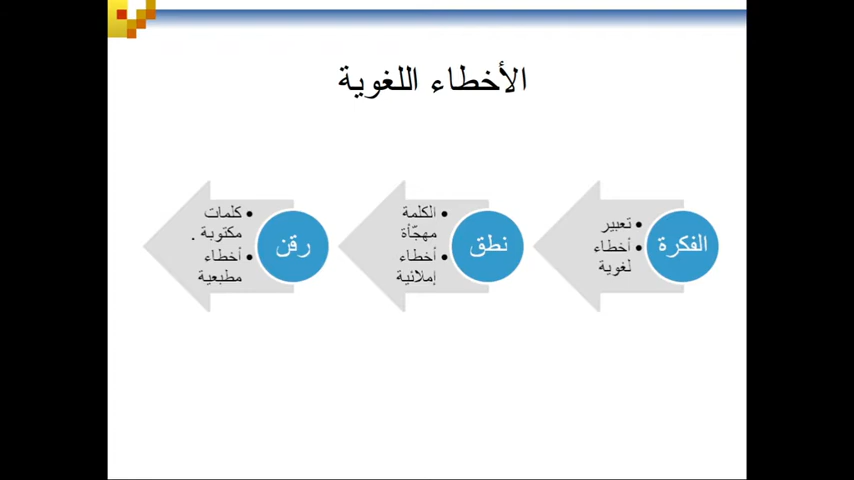 الأخطاء اللغوية
الفكرة
• تعبير
• أخطاء
لغوية
نطق
• الكلمة
مهجّأة
• أخطاء
إملائية
رقن
• كلمات
مكتوبة .
• أخطاء
مطبعية